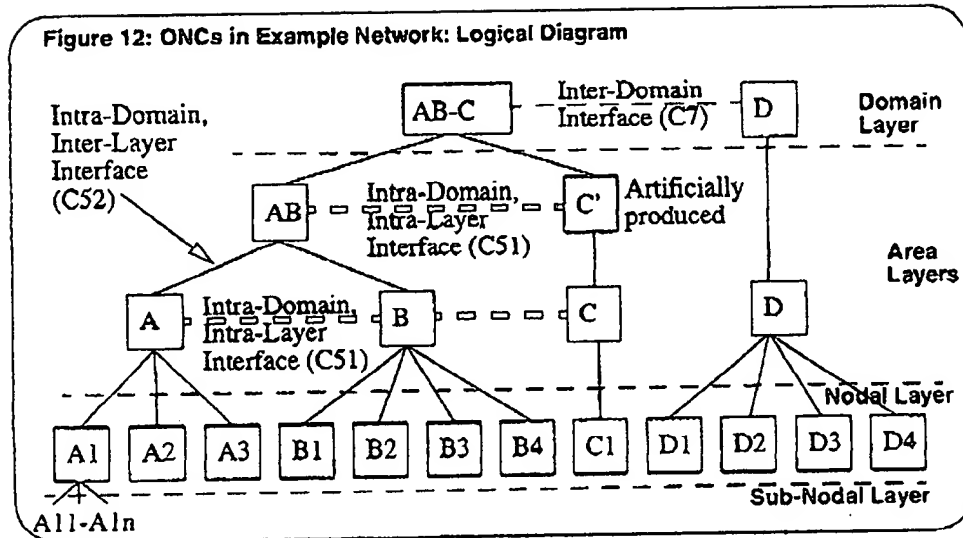 Figure 12: ONCs in Example Network: Logical Diagram
Intra-Domain,
Inter-Layer
Interface
(C52)
AB-C
Inter-Domain
Interface (C7)
D
Domain
Layer
AB
Intra-Domain,
Intra-Layer
Interface (C51)
C'
Artificially
produced
Area
Layers
A
Intra-Domain,
Intra-Layer
Interface (C51)
B
C
D
Nodal Layer
A1 A2 A3 B1 B2 B3 B4 C1 D1 D2 D3 D4
Sub-Nodal Layer
A11-A1n